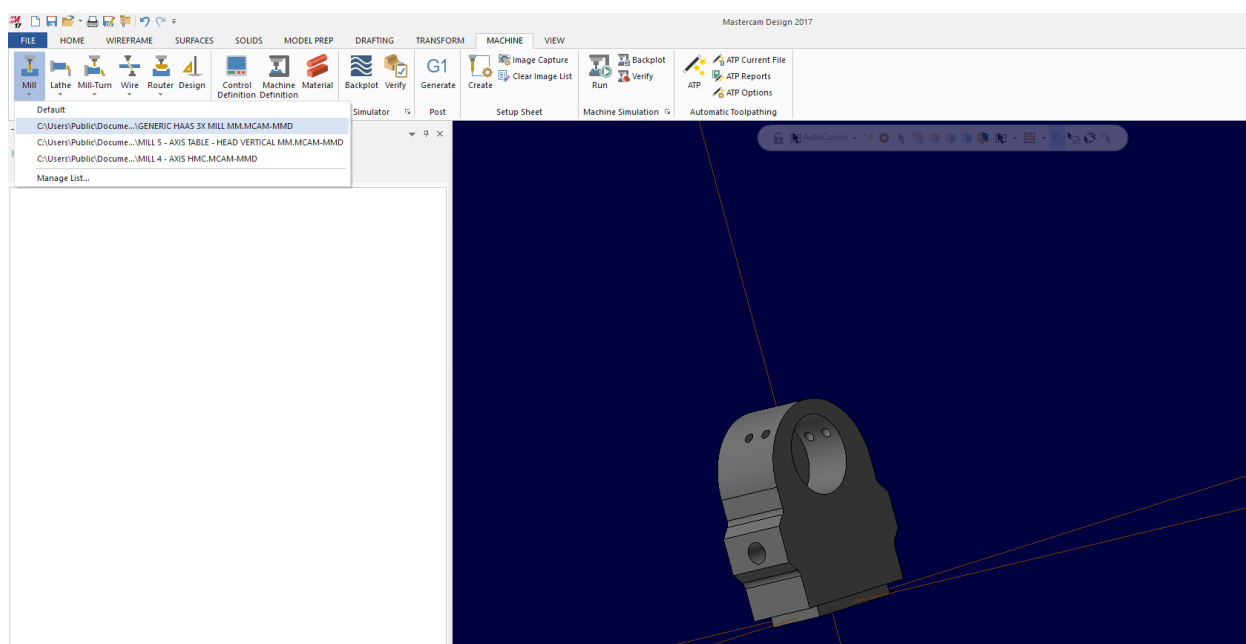 17
Mastercam Design 2017
FILE HOME WIREFRAME SURFACES SOLIDS MODEL PREP DRAFTING TRANSFORM MACHINE VIEW
Mill Lathe Mill-Turn Wire Router Design
Control Definition
Machine Definition
Material
Backplot Verify
G1
Generate
Create
Image Capture
Clear Image List
Run
Backplot
Verify
ATP
ATP Current File
ATP Reports
ATP Options
Simulator Post Setup Sheet Machine Simulation Automatic Toolpathing
Default
C:\Users\Public\Docume...\GENERIC HAAS 3X MILL MM.MCAM-MMD
C:\Users\Public\Docume...\MILL 5 - AXIS TABLE - HEAD VERTICAL MM.MCAM-MMD
C:\Users\Public\Docume...\MILL 4 - AXIS HMC.MCAM-MMD
Manage List...
AutoCursor